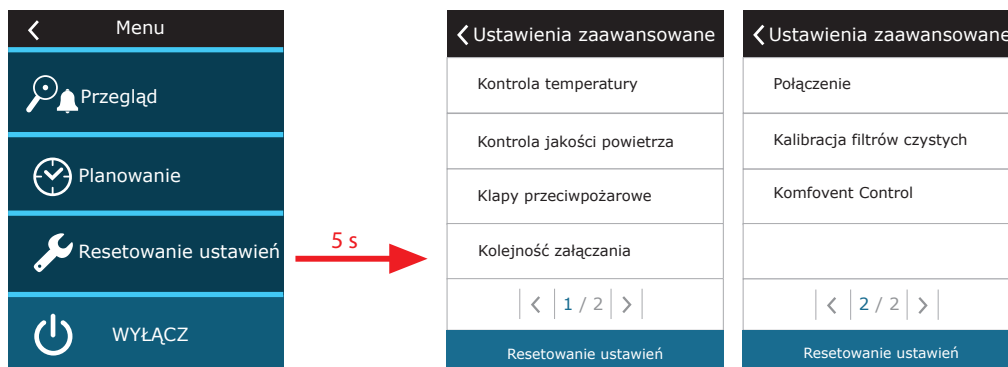 Menu
Przegląd
Planowanie
Resetowanie ustawień
WYŁĄCZ
5 s
Ustawienia zaawansowane
Kontrola temperatury
Kontrola jakości powietrza
Klapy przeciwpożarowe
Kolejność załączania
1 / 2
Resetowanie ustawień
Ustawienia zaawansowane
Połączenie
Kalibracja filtrów czystych
Komfovent Control
2 / 2
Resetowanie ustawień